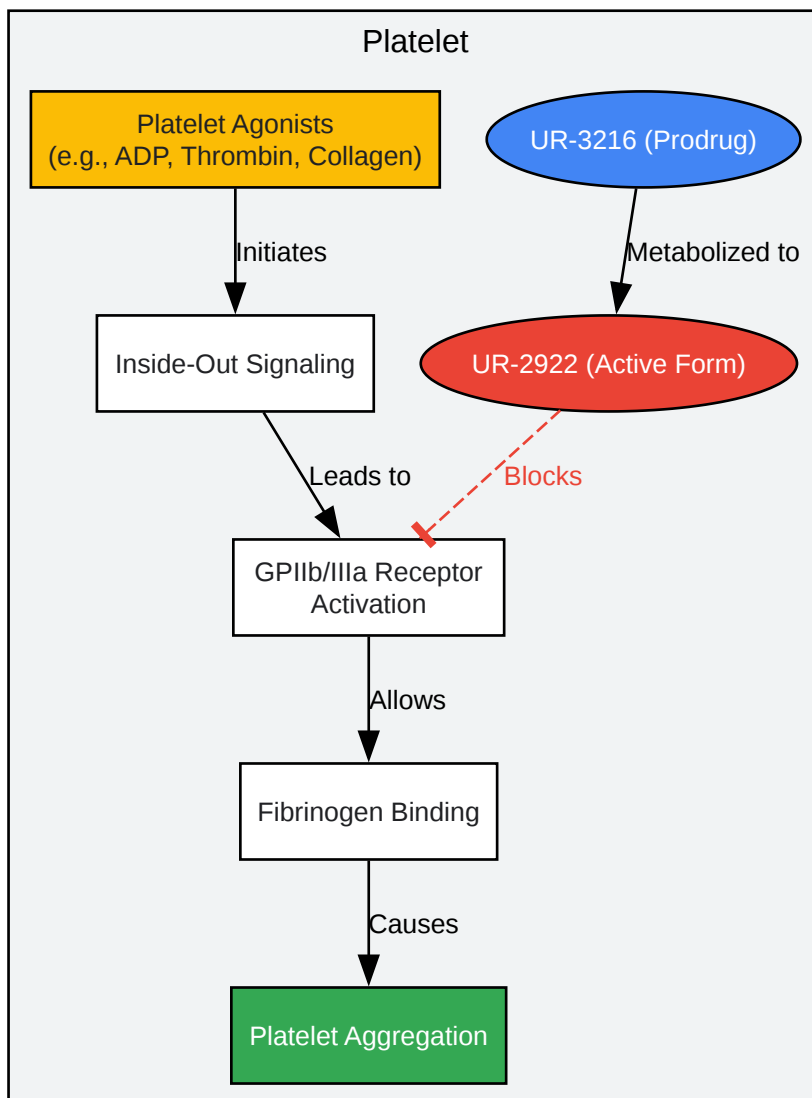 Platelet
Platelet Agonists
(e.g., ADP, Thrombin, Collagen)
UR-3216 (Prodrug)
Initiates
Metabolized to
Inside-Out Signaling
UR-2922 (Active Form)
Leads to
Blocks
GPIIb/IIIa Receptor
Activation
Allows
Fibrinogen Binding
Causes
Platelet Aggregation